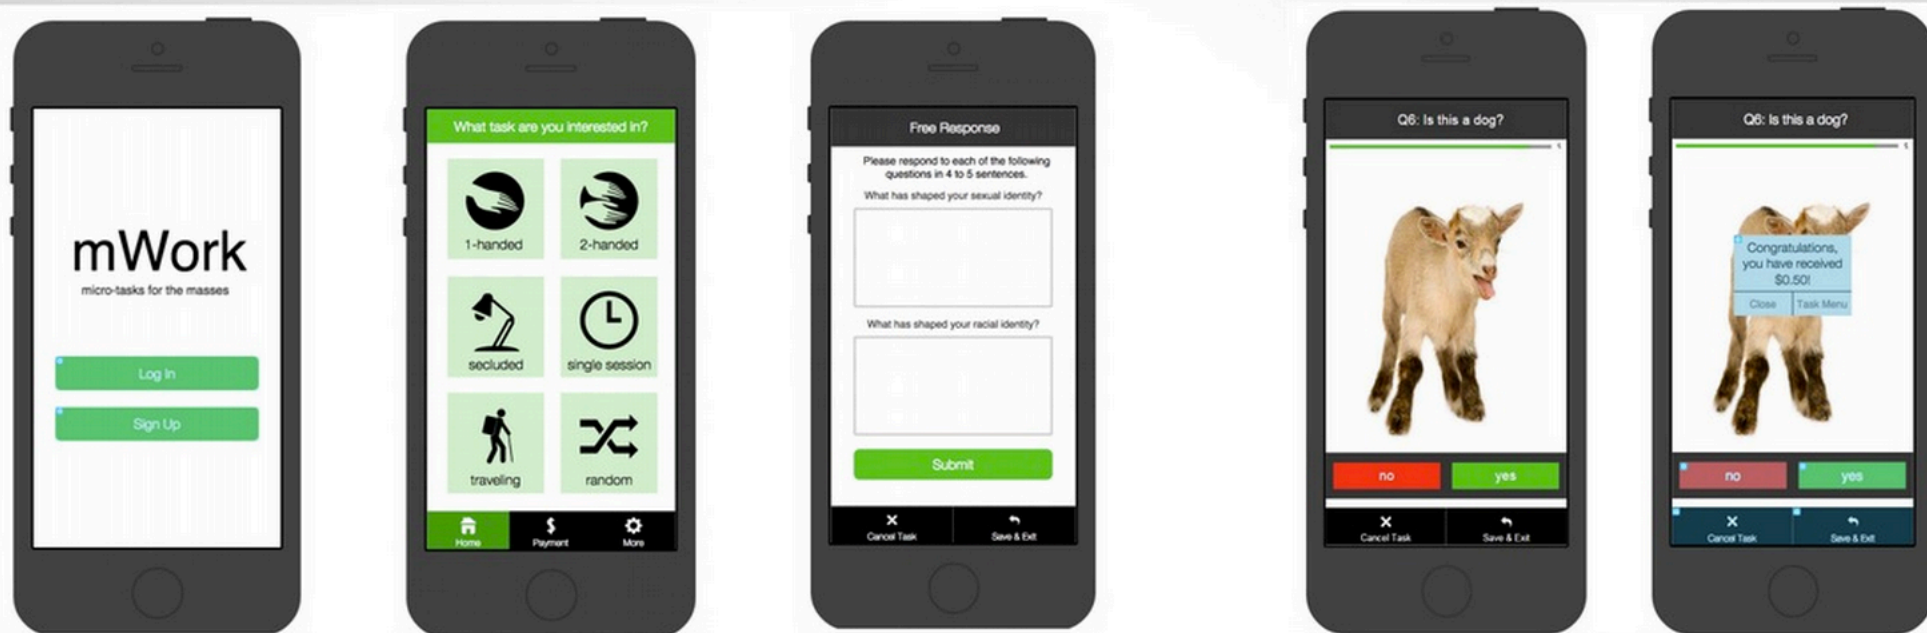 mWork
micro-tasks for the masses
Log In
Sign Up
What task are you interested in?
1-handed
2-handed
secluded
single session
traveling
random
Home
Payment
More
Free Response
Please respond to each of the following
questions in 4 to 5 sentences.
What has shaped your sexual identity?
What has shaped your racial identity?
Submit
Cancel Task
Save & Exit
Q6: Is this a dog?
no
yes
Cancel Task
Save & Exit
Q6: Is this a dog?
Congratulations,
you have received
$0.50!
Close
Task Menu
no
yes
Cancel Task
Save & Exit